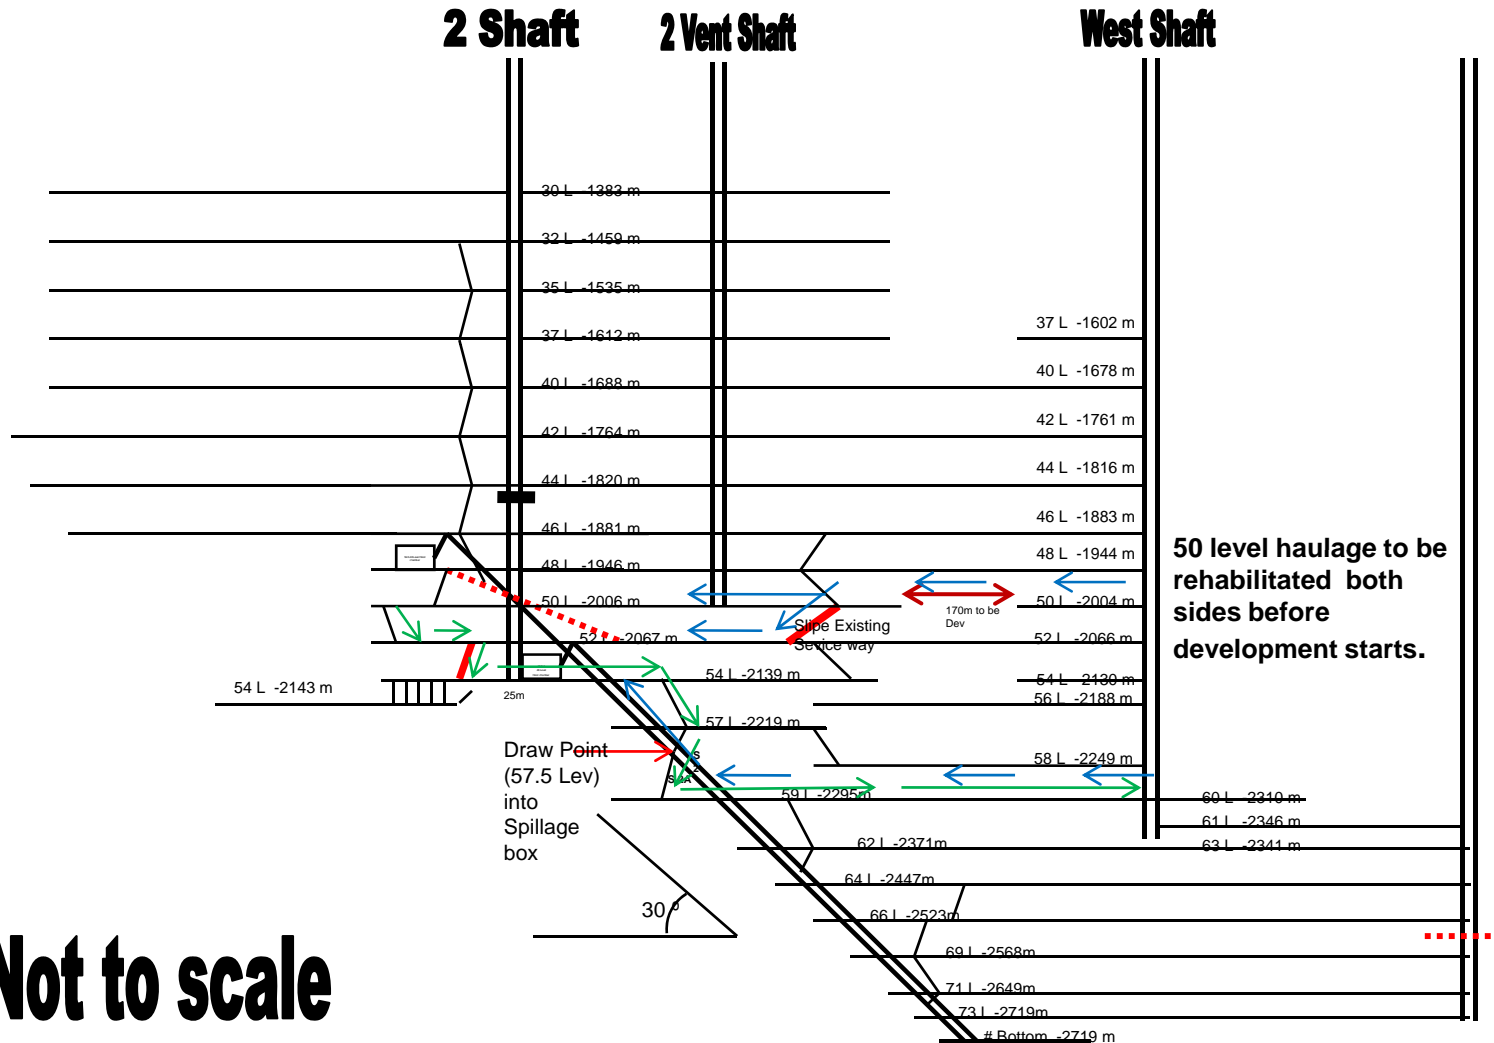 2 Shaft
2 Vent Shaft
West Shaft
30 L -1383 m
32 L -1459 m
35 L -1535 m
37 L -1612 m
40 L -1688 m
42 L -1764 m
44 L -1820 m
46 L -1881 m
48 L -1946 m
50 L -2006 m
52 L -2067 m
54 L -2139 m
57 L -2219 m
59 L -2295m
62 L -2371m
64 L -2447m
66 L -2523m
69 L -2568m
71 L -2649m
73 L -2719m
# Bottom -2719 m
37 L -1602 m
40 L -1678 m
42 L -1761 m
44 L -1816 m
46 L -1883 m
48 L -1944 m
50 L -2004 m
52 L -2066 m
54 L -2130 m
56 L -2188 m
58 L -2249 m
60 L -2310 m
61 L -2346 m
63 L -2341 m
170m to be
Dev
Slipe Existing
Sevice way
50 level haulage to be
rehabilitated both
sides before
development starts.
54 L -2143 m
25m
Draw Point
(57.5 Lev)
into
Spillage
box
S
2
30 º
Not to scale